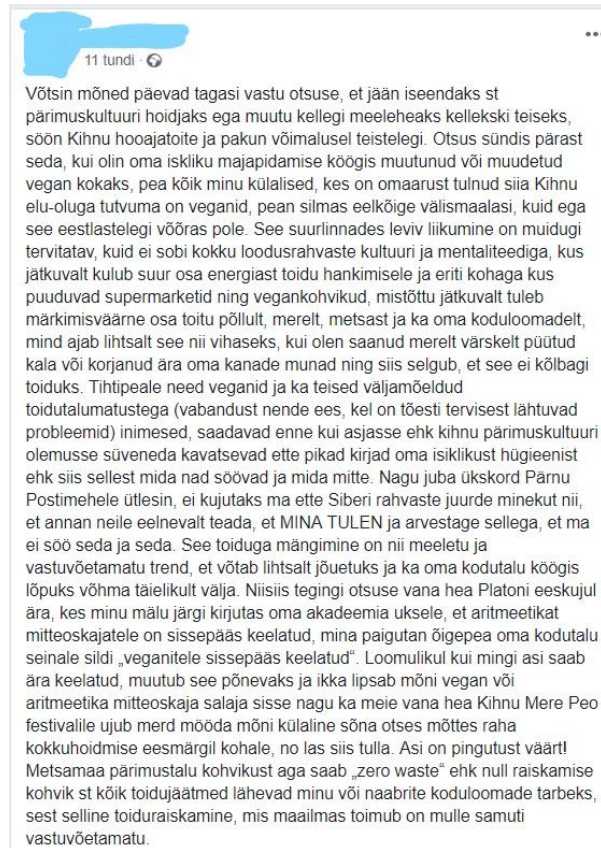 11 tundi ·
Võtsin mõned päevad tagasi vastu otsuse, et jään iseendaks st
pärimuskultuuri hoidjaks ega muutu kellegi meeleheaks kellekski teiseks,
söön Kihnu hooajatoite ja pakun võimalusel teistelegi. Otsus sündis pärast
seda, kui olin oma iskliku majapidamise köögis muutunud või muudetud
vegan kokaks, pea kõik minu külalised, kes on omaarust tulnud siia Kihnu
elu-oluga tutvuma on veganid, pean silmas eelkõige välismaalasi, kuid ega
see eestlastelegi võõras pole. See suurlinnades leviv liikumine on muidugi
tervitatav, kuid ei sobi kokku loodusrahvaste kultuuri ja mentaliteediga, kus
jätkuvalt kulub suur osa energiast toidu hankimisele ja eriti kohaga kus
puuduvad supermarketid ning vegankohvikud, mistõttu jätkuvalt tuleb
märkimisväärne osa toitu põllult, merelt, metsast ja ka oma koduloomadelt,
mind ajab lihtsalt see nii vihaseks, kui olen saanud merelt värskelt püütud
kala või korjanud ära oma kanade munad ning siis selgub, et see ei kõlbagi
toiduks. Tihtipeale need veganid ja ka teised väljamõeldud
toidutalumatustega (vabandust nende ees, kel on tõesti tervisest lähtuvad
probleemid) inimesed, saadavad enne kui asjasse ehk kihnu pärimuskultuuri
olemusse süveneda kavatsevad ette pikad kirjad oma isiklikust hügieenist
ehk siis sellest mida nad söövad ja mida mitte. Nagu juba ükskord Pärnu
Postimehele ütlesin, ei kujutaks ma ette Siberi rahvaste juurde minekut nii,
et annan neile eelnevalt teada, et MINA TULEN ja arvestage sellega, et ma
ei söö seda ja seda. See toiduga mängimine on nii meeletu ja
vastuvõetamatu trend, et võtab lihtsalt jõuetuks ja ka oma kodutalu köögis
lõpuks võhma täielikult välja. Niisiis tegingi otsuse vana hea Platoni eeskujul
ära, kes minu mälu järgi kirjutas oma akadeemia uksele, et aritmeetikat
mitteoskajatele on sissepääs keelatud, mina paigutan õigepea oma kodutalu
seinale sildi „veganitele sissepääs keelatud“. Loomulikul kui mingi asi saab
ära keelatud, muutub see põnevaks ja ikka lipsab mõni vegan või
aritmeetika mitteoskaja salaja sisse nagu ka meie vana hea Kihnu Mere Peo
festivalile ujub merd mööda mõni külaline sõna otses mõttes raha
kokkuhoidmise eesmärgil kohale, no las siis tulla. Asi on pingutust väärt!
Metsamaa pärimustalu kohvikust aga saab „zero waste“ ehk null raiskamise
kohvik st kõik toidujäätmed lähevad minu või naabrite koduloomade tarbeks,
sest selline toiduraiskamine, mis maailmas toimub on mulle samuti
vastuvõetamatu.